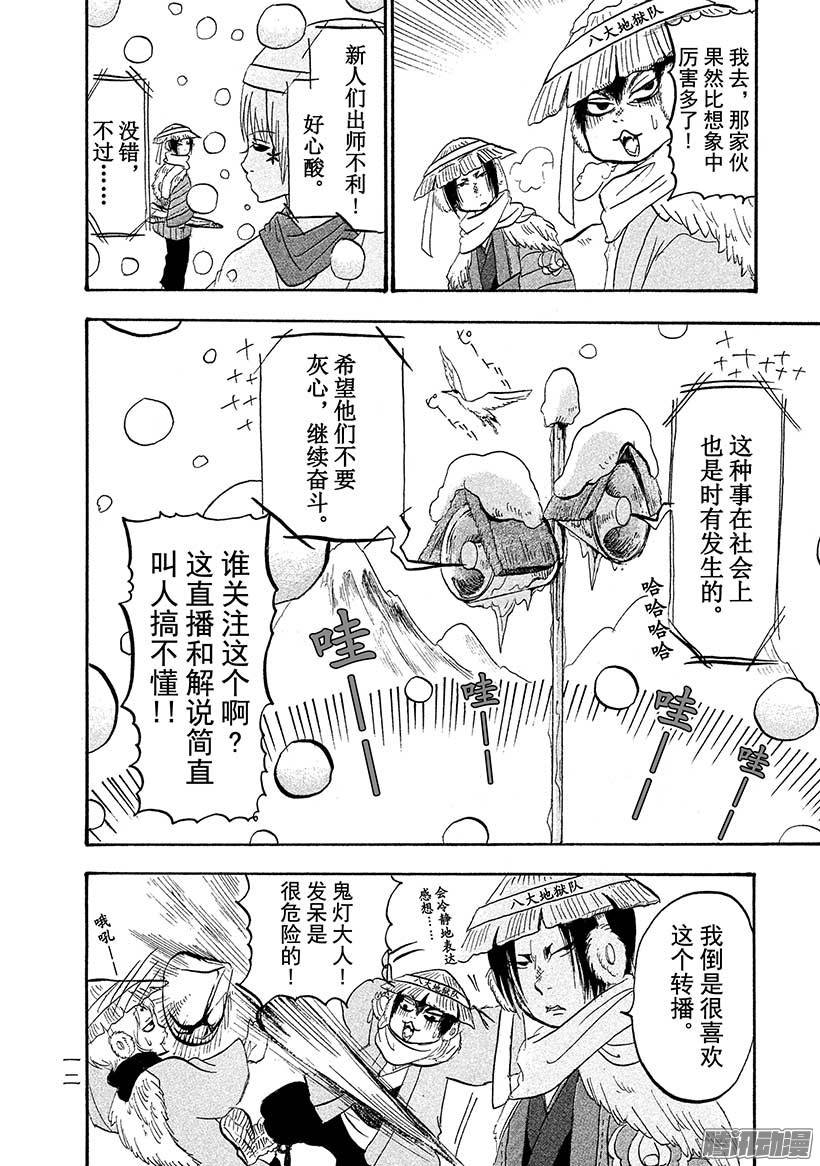 八大地狱队
我去，那家伙
果然比想象中
厉害多了！
新人们出师不利！
好心酸。
没错，
不过……
这种事在社会上
也是时有发生的。
希望他们不要
灰心，继续奋斗。
哈哈哈哈
哇——
哇——
哇——
哇——
谁关注这个啊？
这直播和解说简直
叫人搞不懂！！
我倒是很喜欢
这个转播。
八大地狱队
会冷静地表达
感想……
鬼灯大人！
发呆是
很危险的！
八大地狱队
哦吼—
一二
腾讯动漫